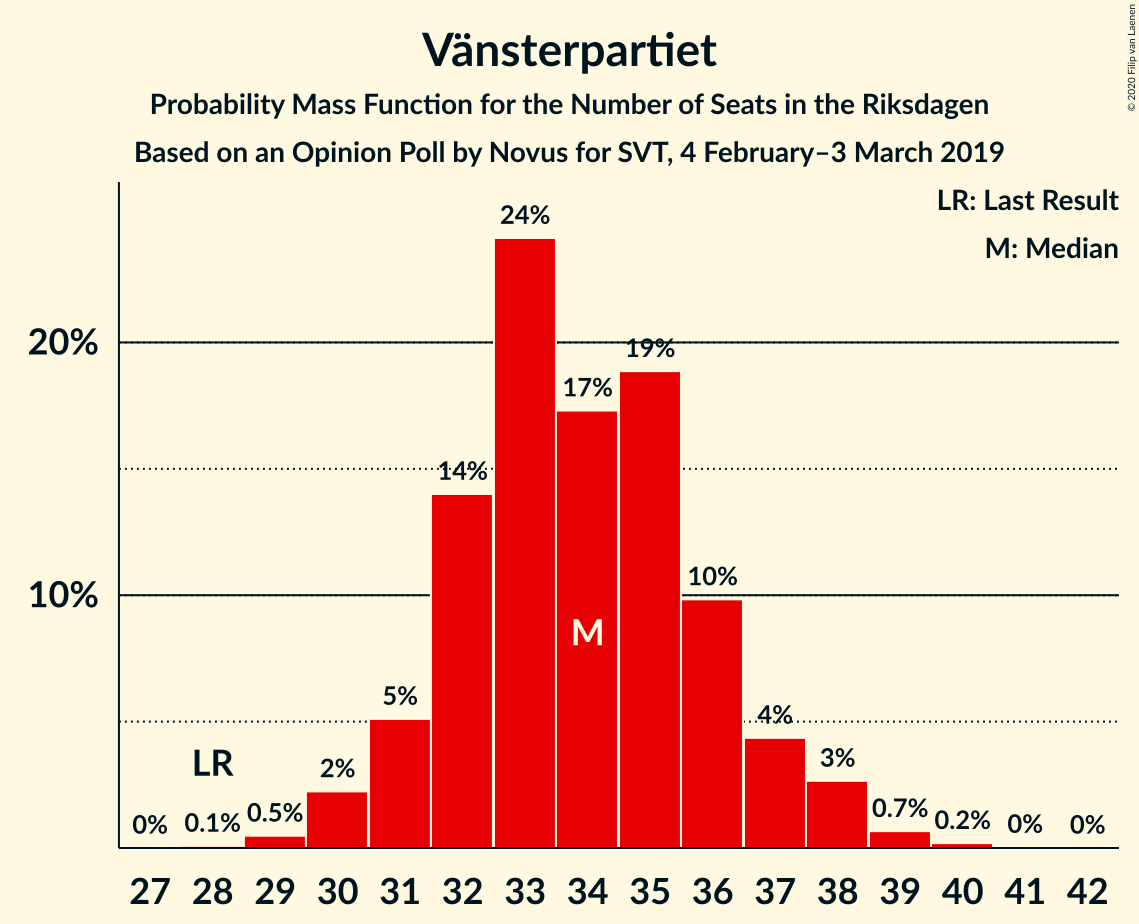 Vänsterpartiet
Probability Mass Function for the Number of Seats in the Riksdagen
Based on an Opinion Poll by Novus for SVT, 4 February–3 March 2019
© 2020 Filip van Laenen
LR: Last Result
M: Median
24%
20%
19%
17%
14%
10%
10%
M
5%
4%
LR
2%
3%
0%
0.1%
0.5%
0.7%
0.2%
0%
0%
27 28 29 30 31 32 33 34 35 36 37 38 39 40 41 42